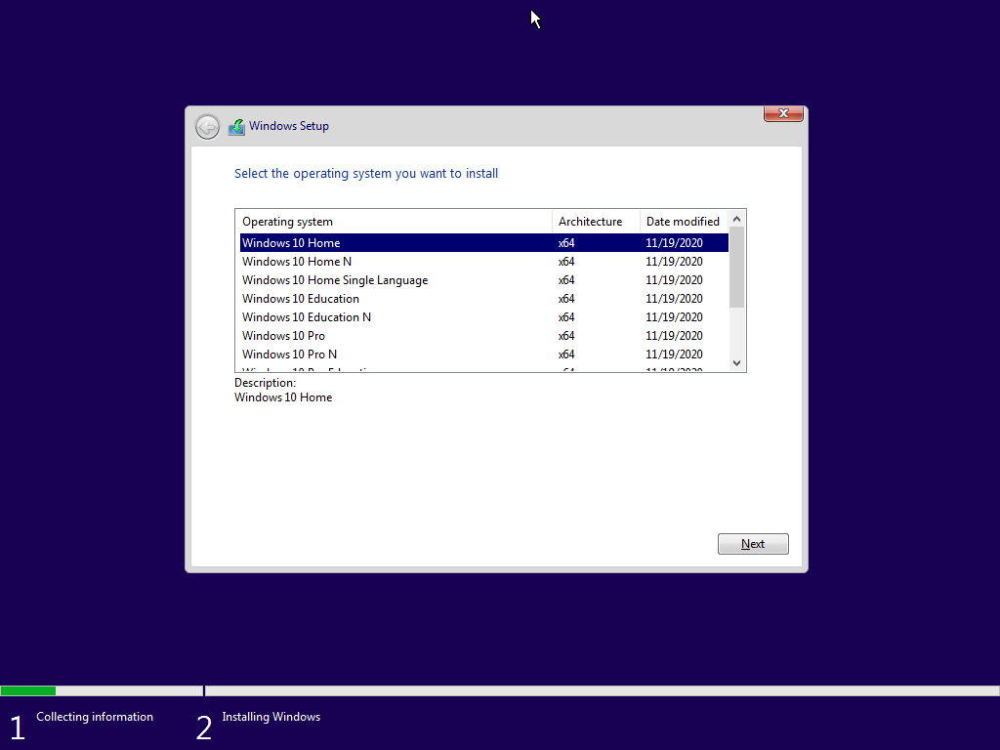 Windows Setup
Select the operating system you want to install
Operating system Architecture Date modified
Windows 10 Home x64 11/19/2020
Windows 10 Home N x64 11/19/2020
Windows 10 Home Single Language x64 11/19/2020
Windows 10 Education x64 11/19/2020
Windows 10 Education N x64 11/19/2020
Windows 10 Pro x64 11/19/2020
Windows 10 Pro N x64 11/19/2020
Description:
Windows 10 Home
Next
1 Collecting information 2 Installing Windows